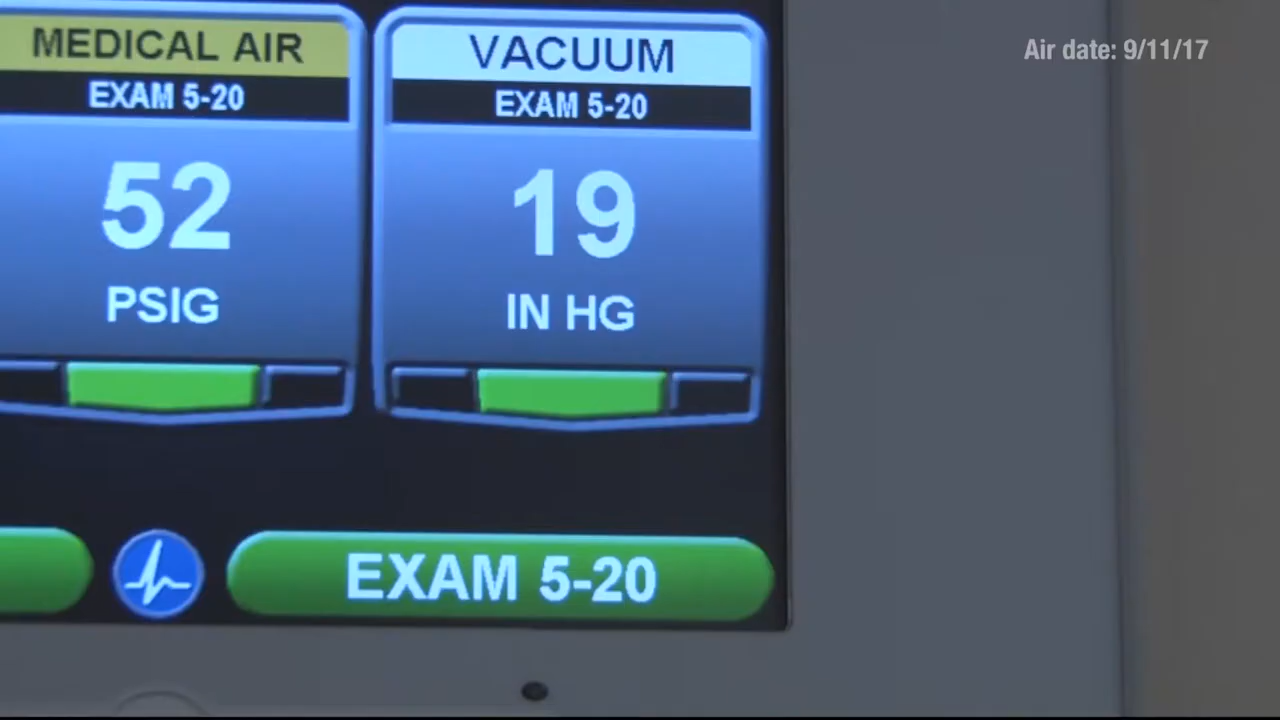 MEDICAL AIR
EXAM 5-20
52
PSIG
VACUUM
EXAM 5-20
19
IN HG
EXAM 5-20
Air date: 9/11/17